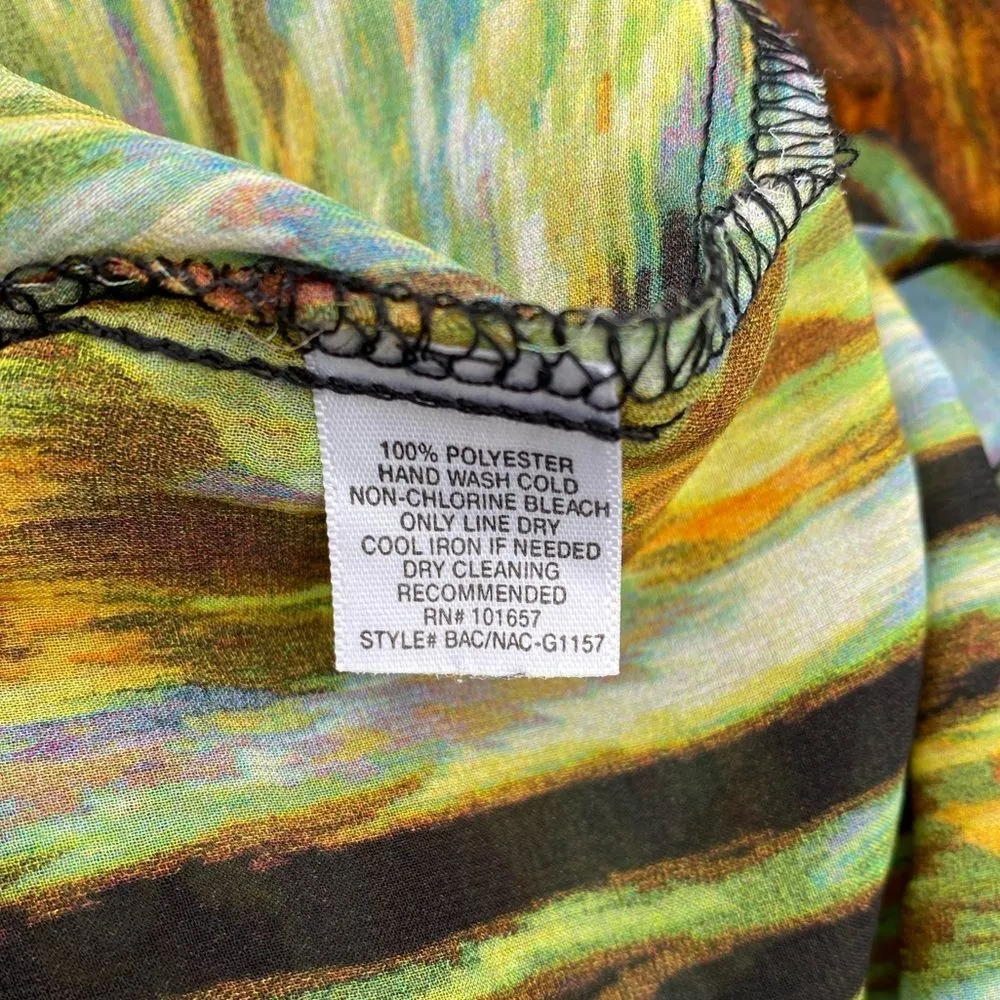 100% POLYESTER
HAND WASH COLD
NON-CHLORINE BLEACH
ONLY LINE DRY
COOL IRON IF NEEDED
DRY CLEANING
RECOMMENDED
RN# 101657
STYLE# BAC/NAC-G1157